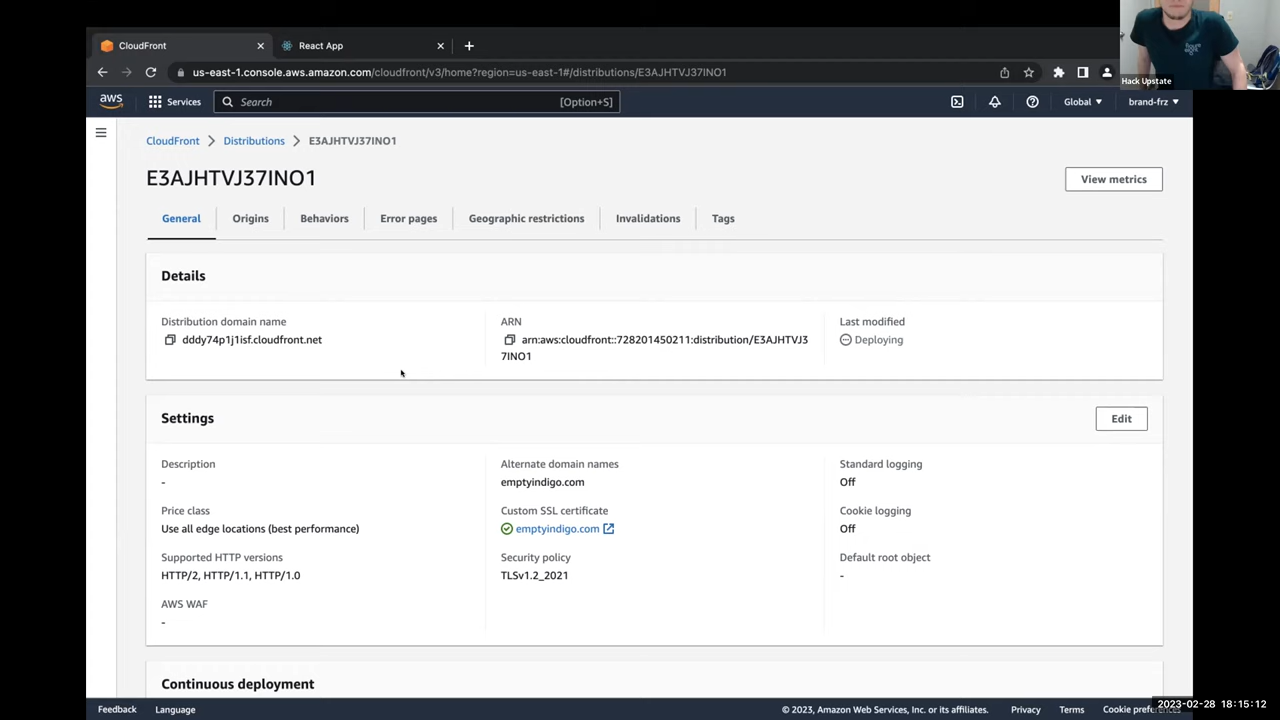 CloudFront
React App
us-east-1.console.aws.amazon.com/cloudfront/v3/home?region=us-east-1#/distributions/E3AJHTVJ37INO1
Hack Upstate
aws
Services
Search
[Option+S]
Global
brand-frz
CloudFront
Distributions
E3AJHTVJ37INO1
E3AJHTVJ37INO1
View metrics
General
Origins
Behaviors
Error pages
Geographic restrictions
Invalidations
Tags
Details
Distribution domain name
dddy74p1j1isf.cloudfront.net
ARN
arn:aws:cloudfront::728201450211:distribution/E3AJHTVJ3
7INO1
Last modified
Deploying
Settings
Edit
Description
-
Price class
Use all edge locations (best performance)
Supported HTTP versions
HTTP/2, HTTP/1.1, HTTP/1.0
AWS WAF
-
Alternate domain names
emptyindigo.com
Custom SSL certificate
emptyindigo.com
Security policy
TLSv1.2_2021
Standard logging
Off
Cookie logging
Off
Default root object
-
Continuous deployment
Feedback
Language
© 2023, Amazon Web Services, Inc. or its affiliates.
Privacy
Terms
Cookie
2023-02-28 18:15:12